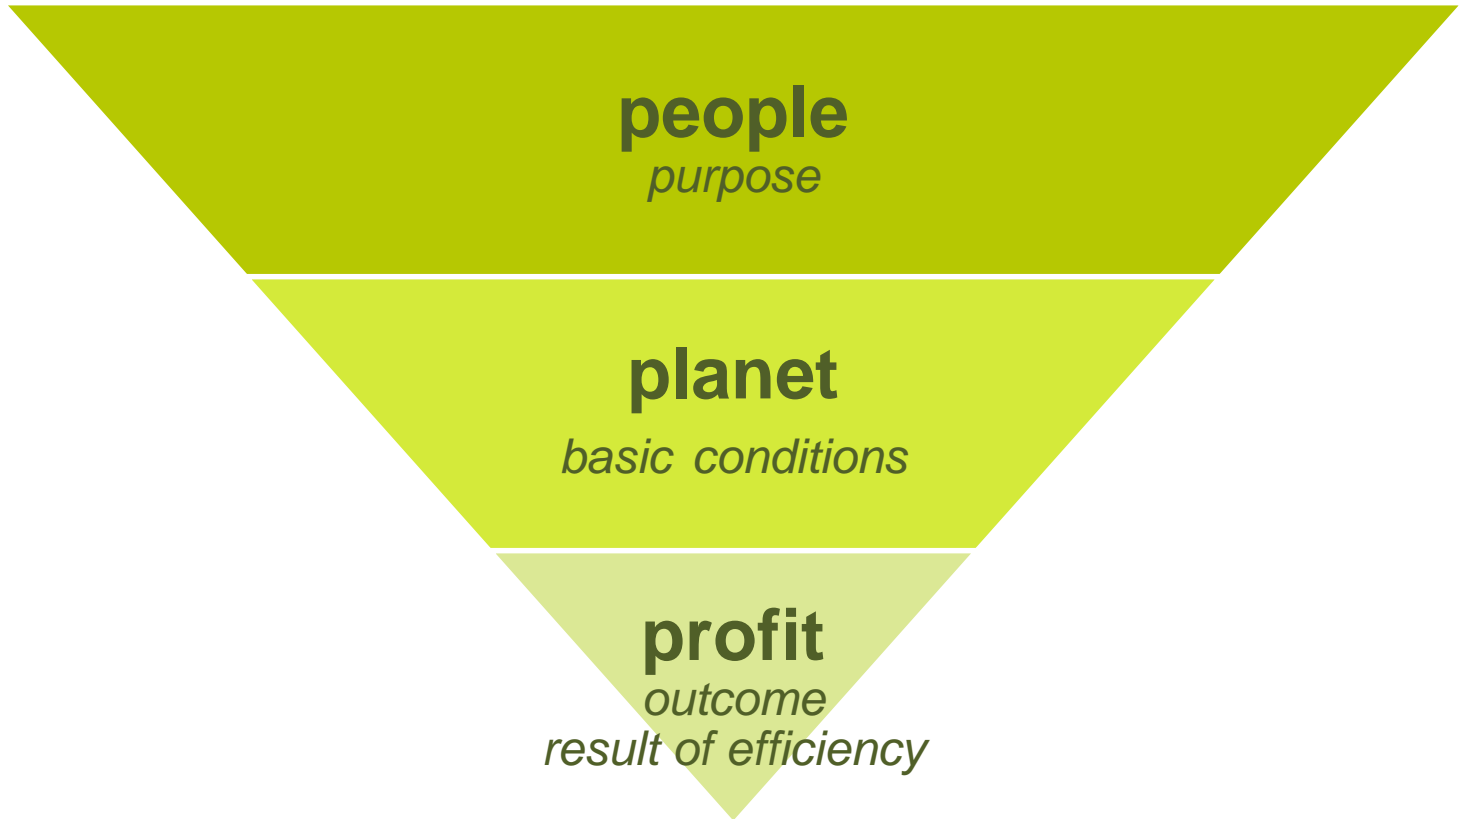 people
purpose
planet
basic conditions
profit
outcome
result of efficiency